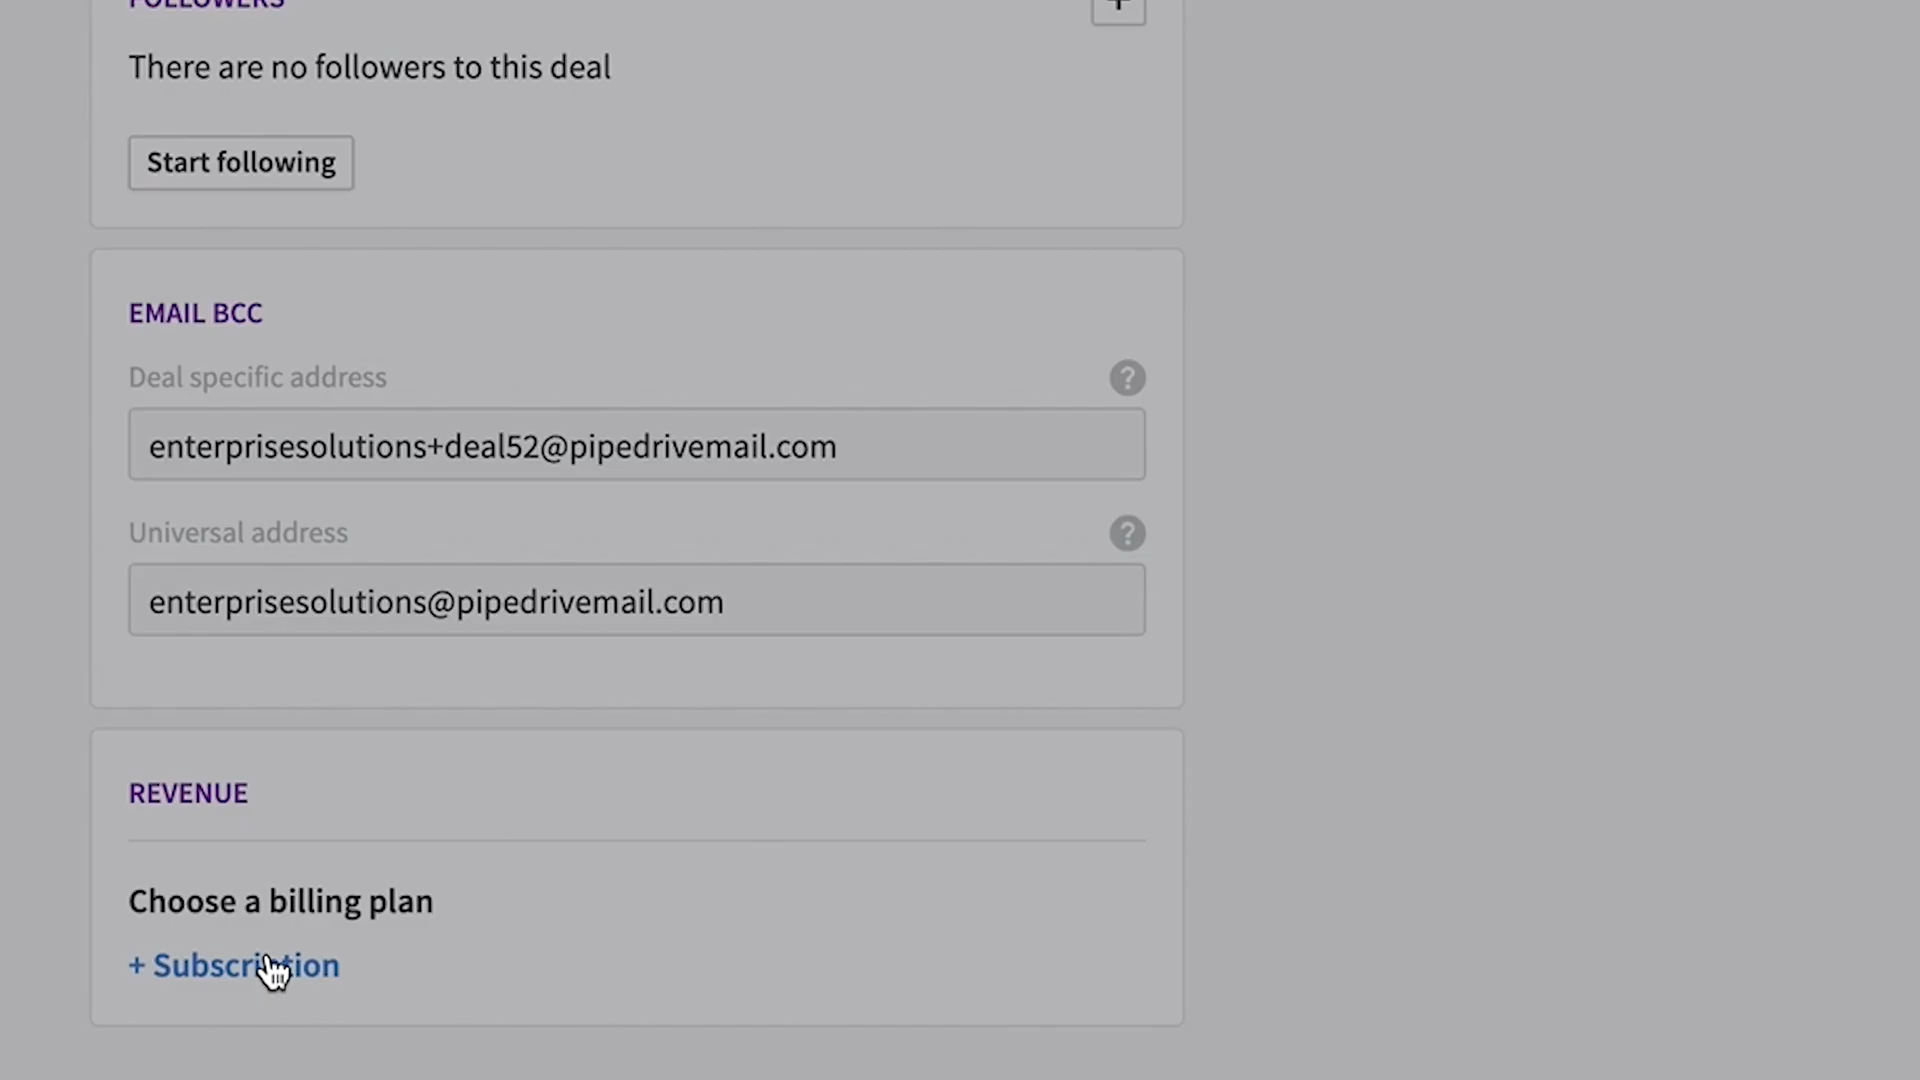 FOLLOWERS
+
There are no followers to this deal
Start following
EMAIL BCC
Deal specific address
?
enterprisesolutions+deal52@pipedrivemail.com
Universal address
?
enterprisesolutions@pipedrivemail.com
REVENUE
Choose a billing plan
+ Subscription